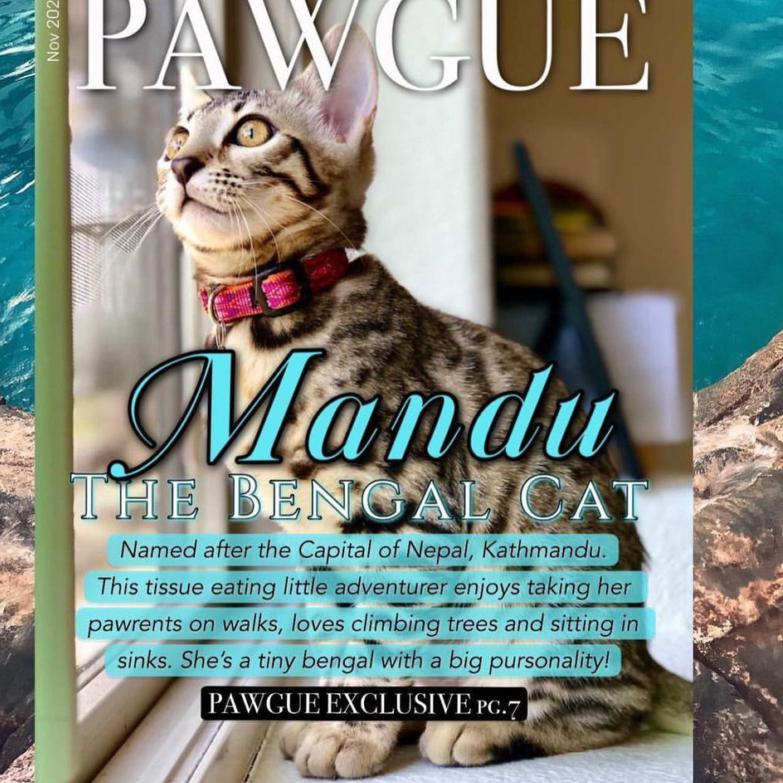 Nov 202
PAWGUE
Mandu
THE BENGAL CAT
Named after the Capital of Nepal, Kathmandu.
This tissue eating little adventurer enjoys taking her
pawrents on walks, loves climbing trees and sitting in
sinks. She's a tiny bengal with a big pursonality!
PAWGUE EXCLUSIVE PG.7